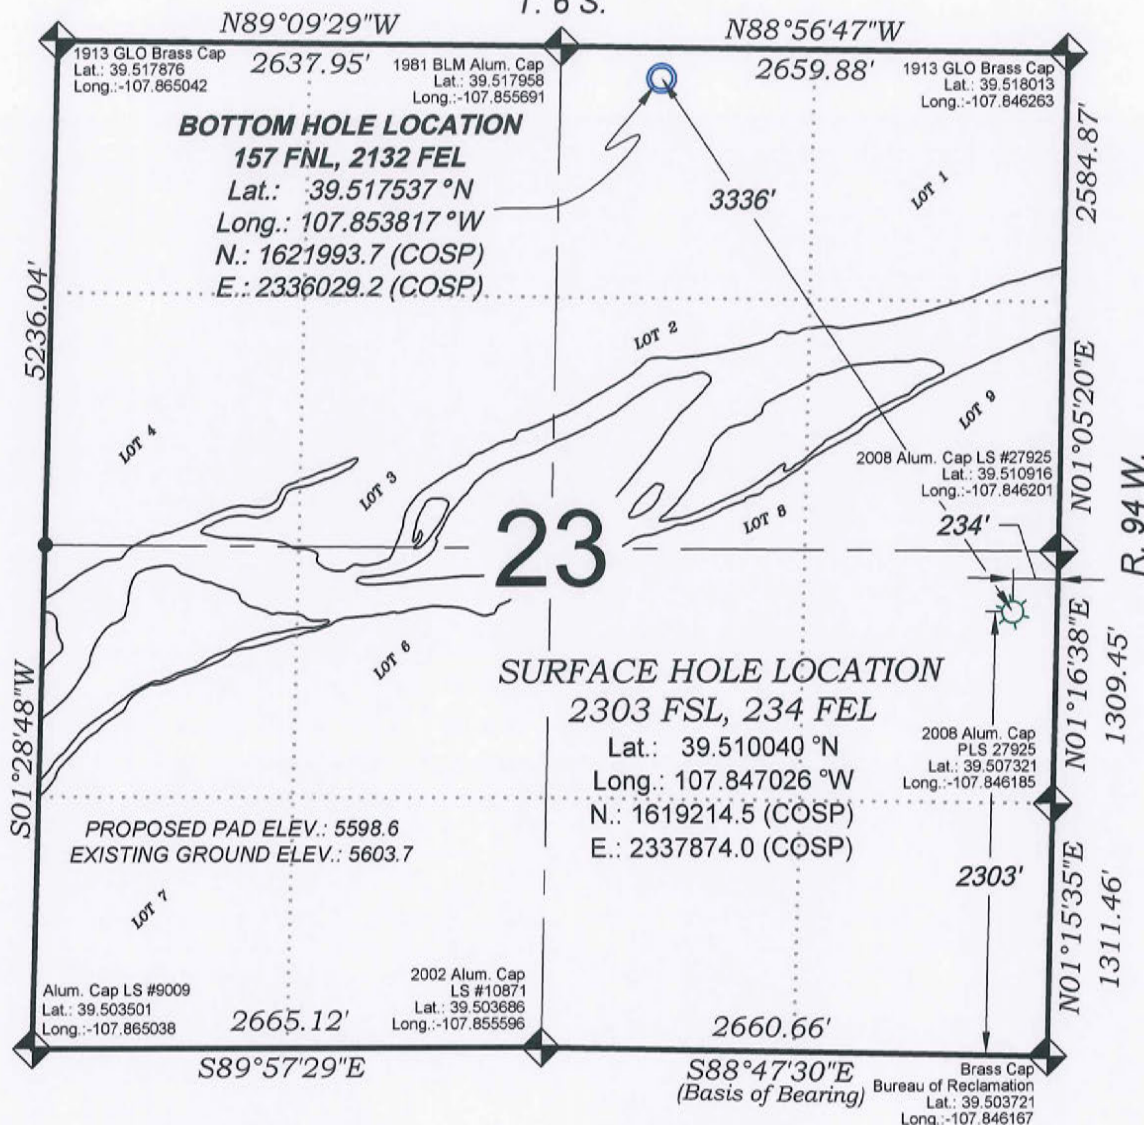 T. 6 S.
N89°09'29"W
N88°56'47"W
1913 GLO Brass Cap
Lat.: 39.517876
Long.:-107.865042
2637.95'
1981 BLM Alum. Cap
Lat.: 39.517958
Long.:-107.855691
2659.88'
1913 GLO Brass Cap
Lat.: 39.518013
Long.:-107.846263
BOTTOM HOLE LOCATION
157 FNL, 2132 FEL
Lat.: 39.517537 °N
Long.: 107.853817 °W
N.: 1621993.7 (COSP)
E.: 2336029.2 (COSP)
3336'
LOT 1
2584.87'
5236.04'
LOT 2
N01°05'20"E
LOT 4
LOT 3
LOT 9
2008 Alum. Cap LS #27925
Lat.: 39.510916
Long.:-107.846201
LOT 8
234'
R. 94 W.
23
LOT 6
SURFACE HOLE LOCATION
2303 FSL, 234 FEL
Lat.: 39.510040 °N
Long.: 107.847026 °W
N.: 1619214.5 (COSP)
E.: 2337874.0 (COSP)
N01°16'38"E
1309.45'
2008 Alum. Cap
PLS 27925
Lat.: 39.507321
Long.:-107.846185
S01°28'48"W
PROPOSED PAD ELEV.: 5598.6
EXISTING GROUND ELEV.: 5603.7
LOT 7
2303'
N01°15'35"E
1311.46'
Alum. Cap LS #9009
Lat.: 39.503501
Long.:-107.865038
2665.12'
2002 Alum. Cap
LS #10871
Lat.: 39.503686
Long.:-107.855596
2660.66'
S89°57'29"E
S88°47'30"E
(Basis of Bearing)
Brass Cap
Bureau of Reclamation
Lat.: 39.503721
Long.:-107.846167